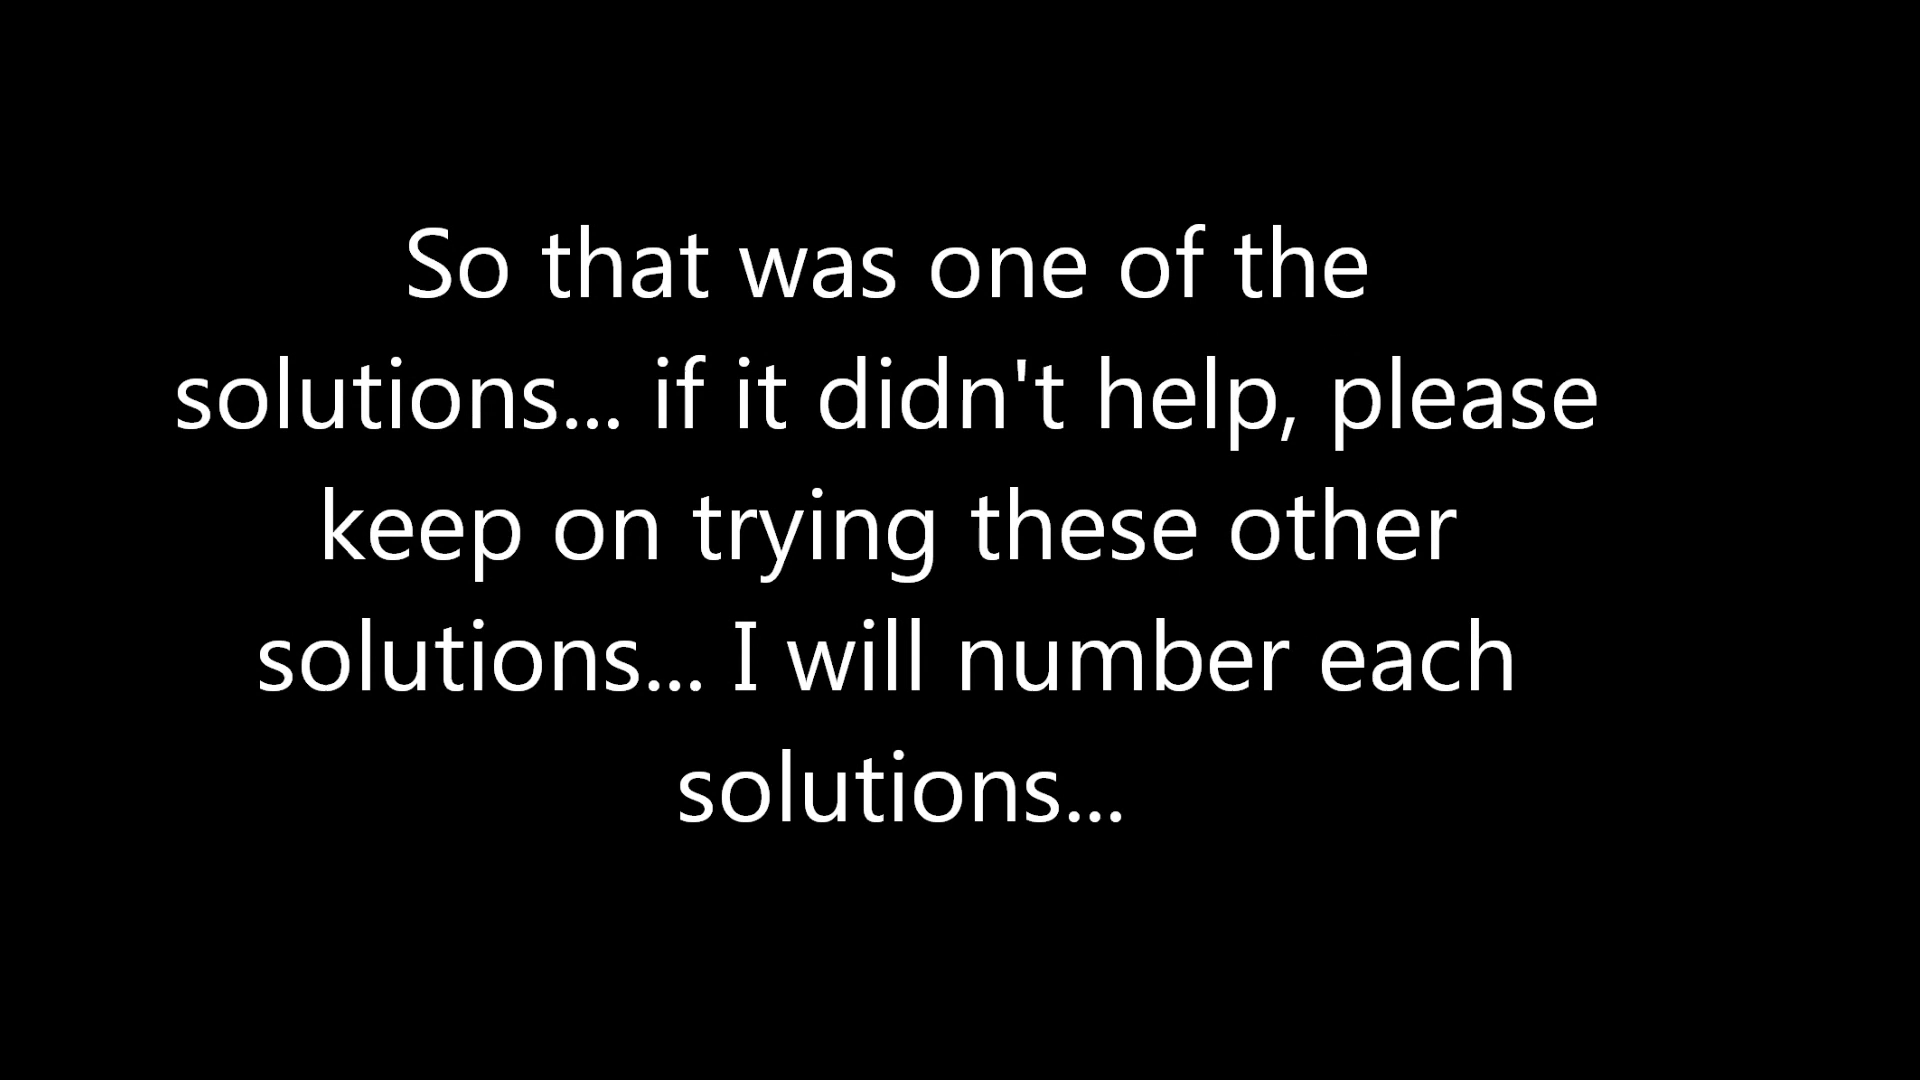 So that was one of the
solutions... if it didn't help, please
keep on trying these other
solutions... I will number each
solutions...